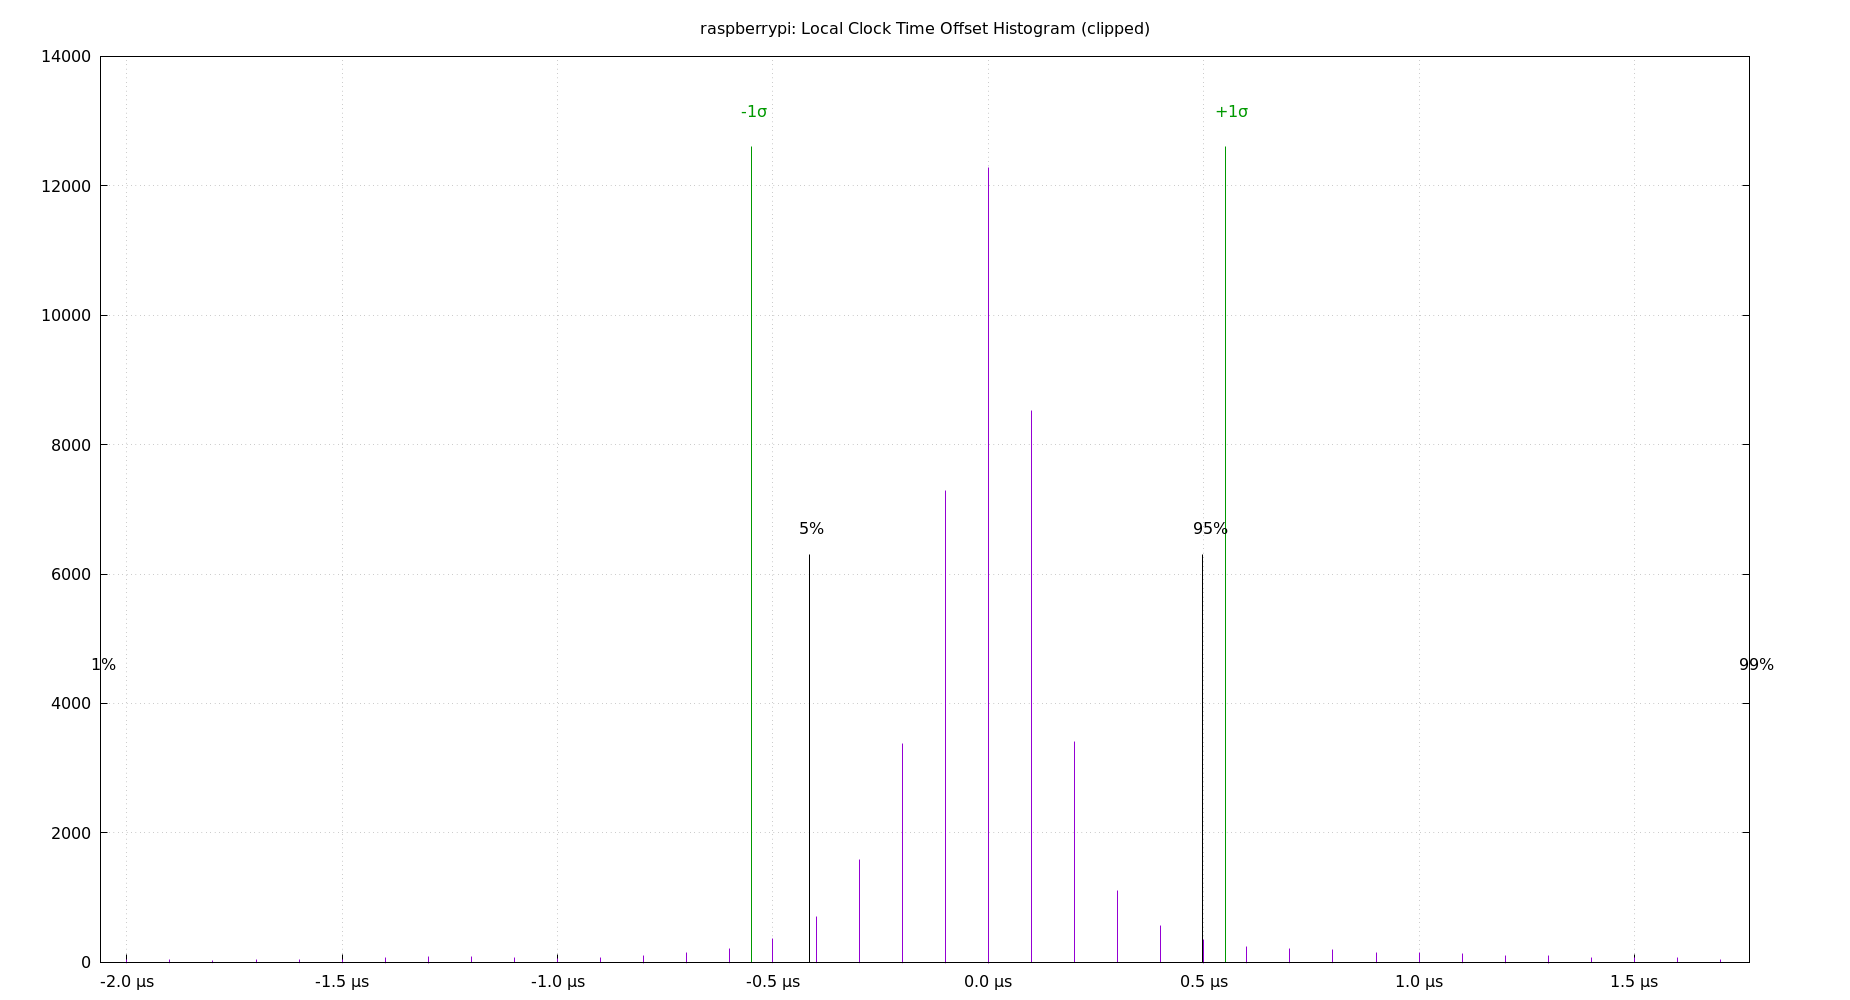 raspberrypi: Local Clock Time Offset Histogram (clipped)
14000
-1σ
+1σ
12000
10000
8000
5%
95%
6000
1%
99%
4000
2000
0
-2.0 μs
-1.5 μs
-1.0 μs
-0.5 μs
0.0 μs
0.5 μs
1.0 μs
1.5 μs